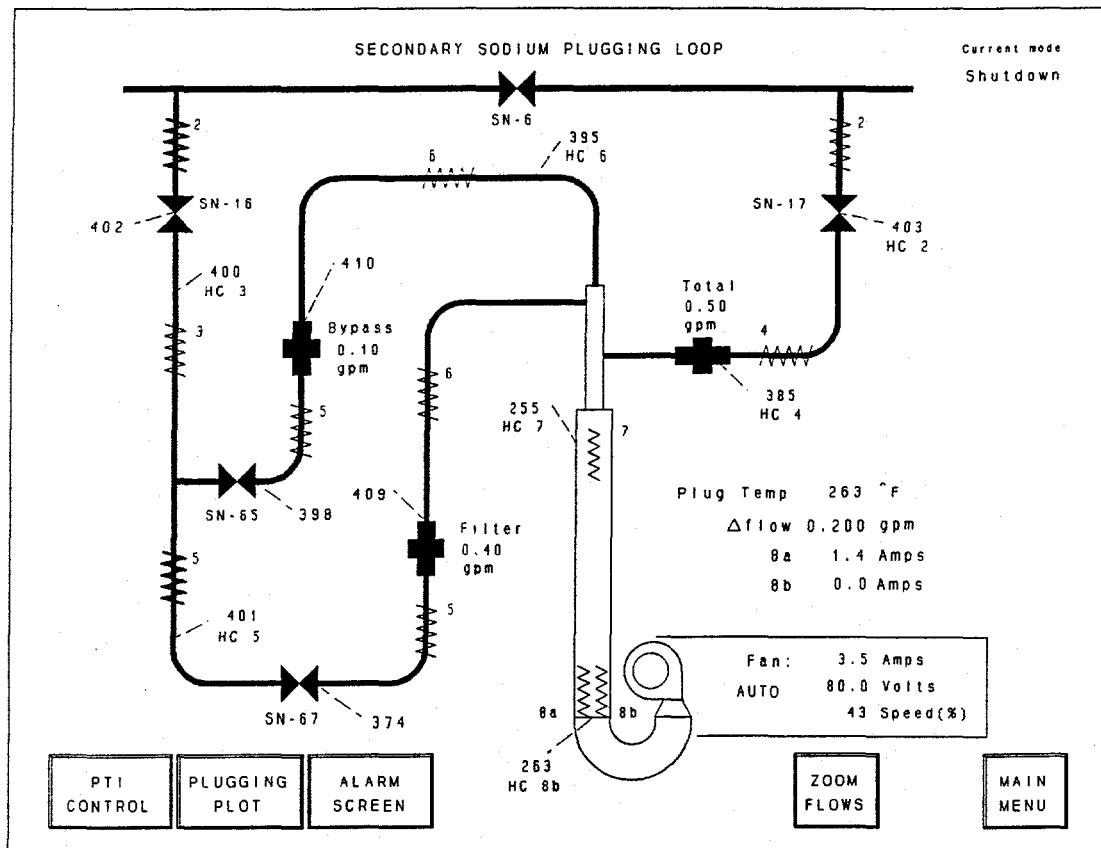 SECONDARY SODIUM PLUGGING LOOP
Current mode
Shutdown
SN-6
2
2
395
HC 6
6
SN-16
402
SN-17
403
HC 2
400
HC 3
410
Total
0.50
gpm
3
Bypass
0.10
gpm
4
6
385
HC 4
255
HC 7
7
5
SN-65
398
409
Plug Temp 263 °F
Δflow 0.200 gpm
8a 1.4 Amps
8b 0.0 Amps
Filter
0.40
gpm
5
5
401
HC 5
SN-67
374
Fan: 3.5 Amps
AUTO 80.0 Volts
43 Speed(%)
8a
8b
263
HC 8b
PTI
CONTROL
PLUGGING
PLOT
ALARM
SCREEN
ZOOM
FLOWS
MAIN
MENU